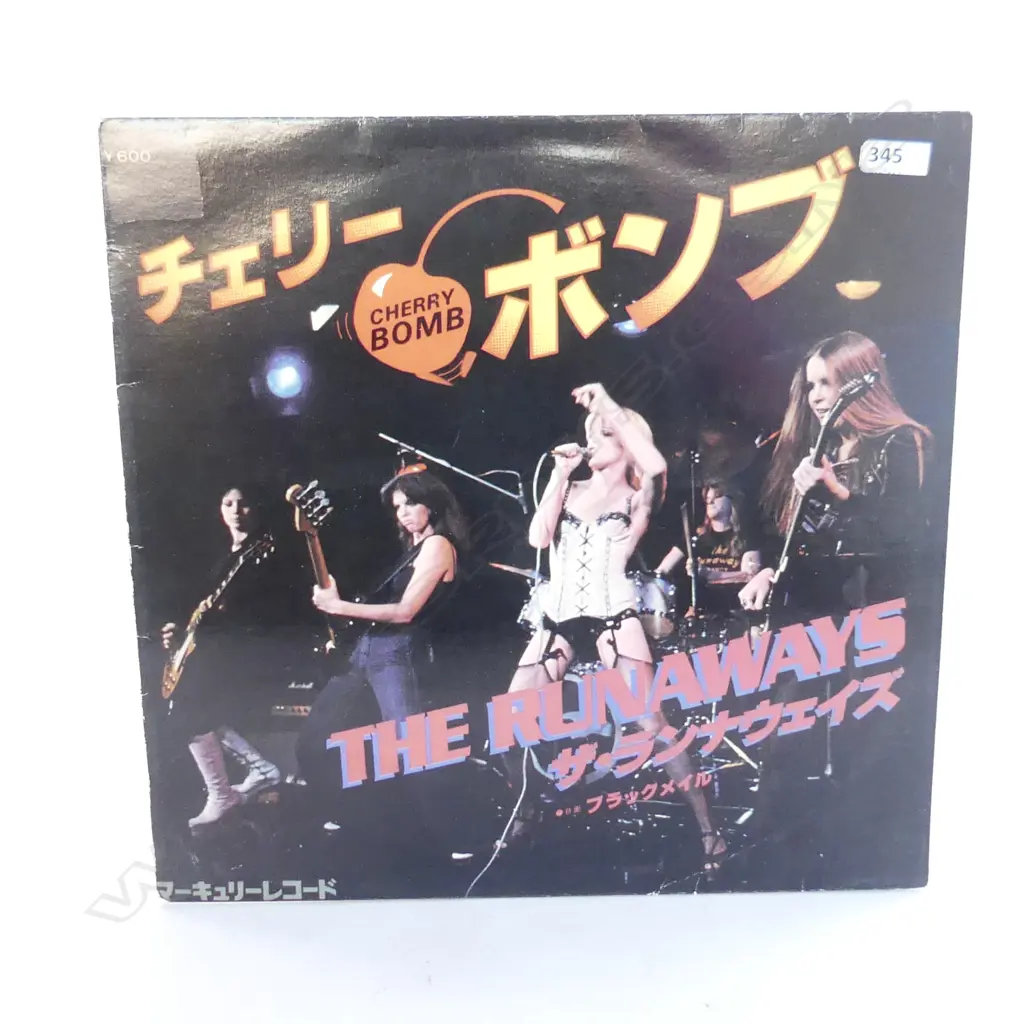 ¥600
345
チェリー
ボンブ
CHERRY
BOMB
the
runaways
THE RUNAWAYS
ザ・ランナウェイズ
ブラックメイル
マーキュリーレコード